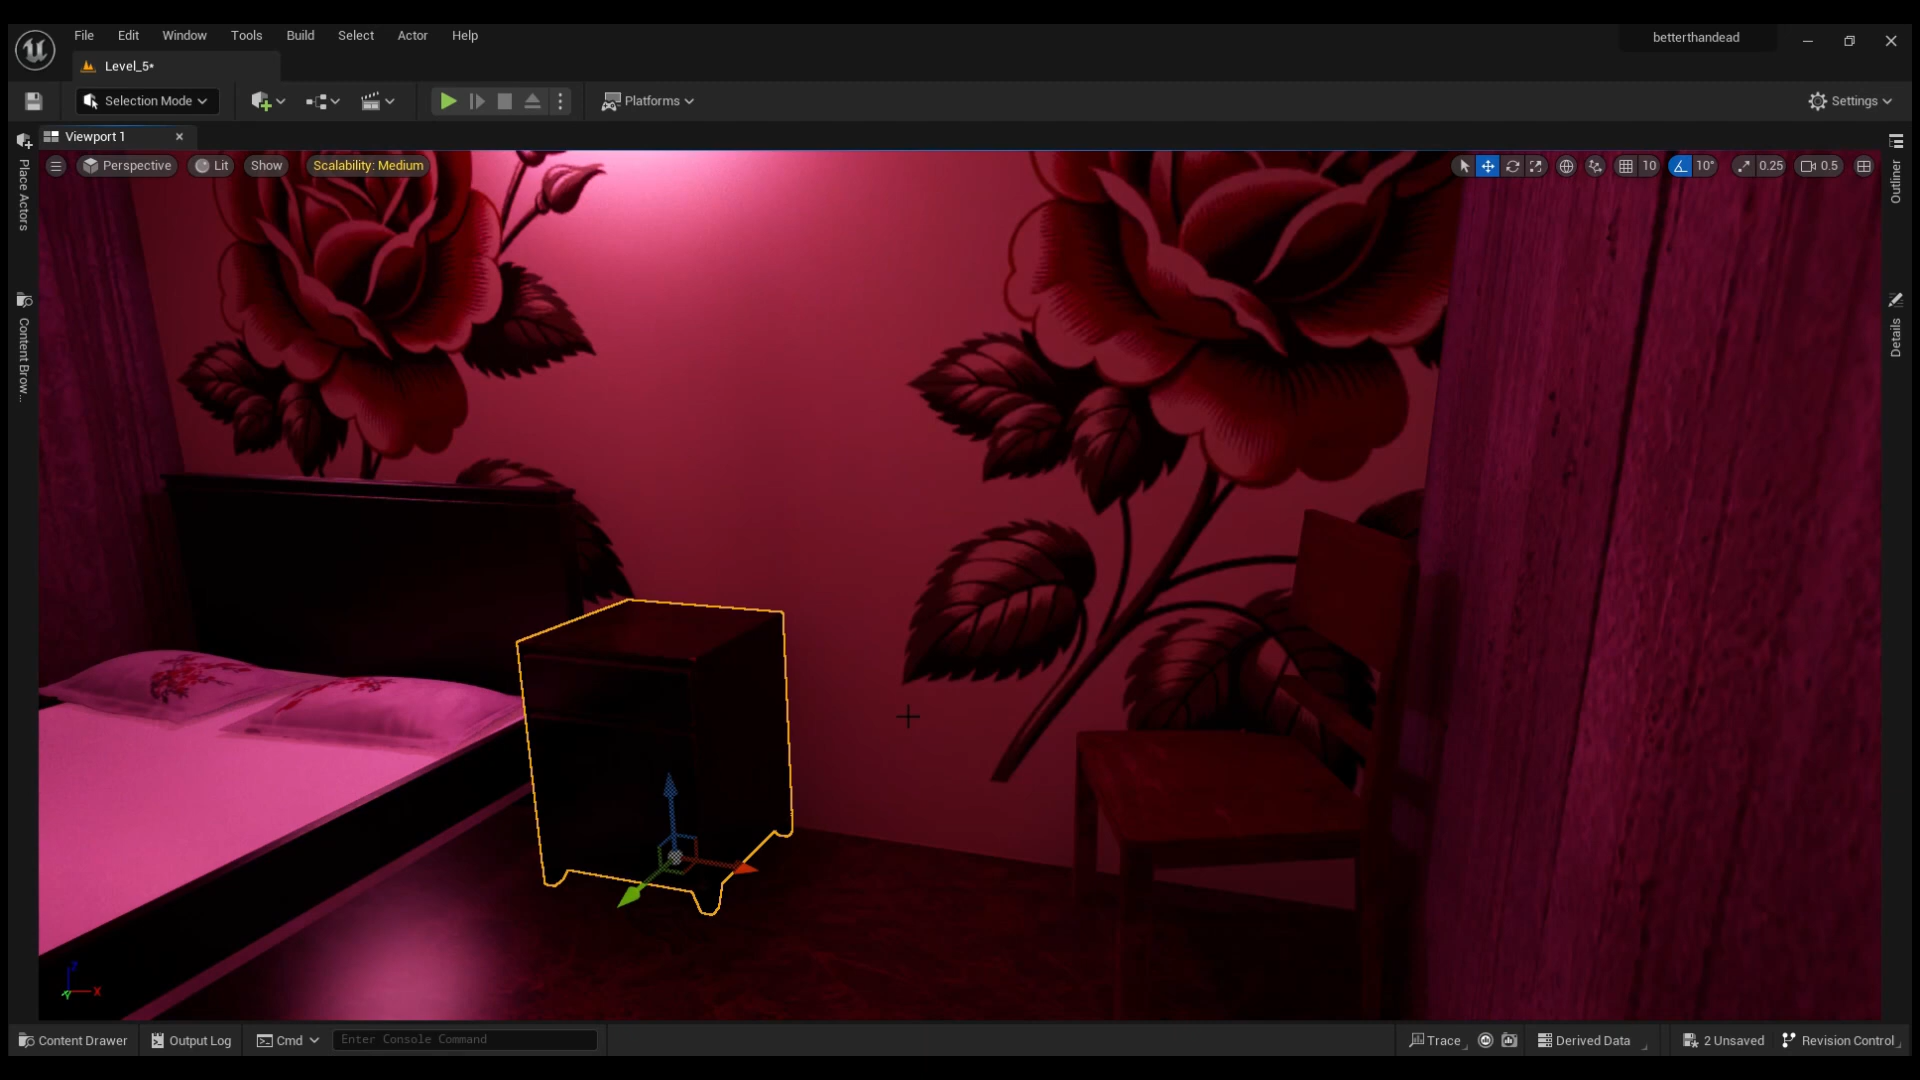 File Edit Window Tools Build Select Actor Help
betterthandead
Level_5*
Selection Mode
Platforms
Settings
Viewport 1
Perspective Lit Show Scalability: Medium
10 10° 0.25 0.5
Place Actors
Content Brow...
Outliner
Details
Z
X
Y
Content Drawer Output Log Cmd Enter Console Command
Trace Derived Data 2 Unsaved Revision Control